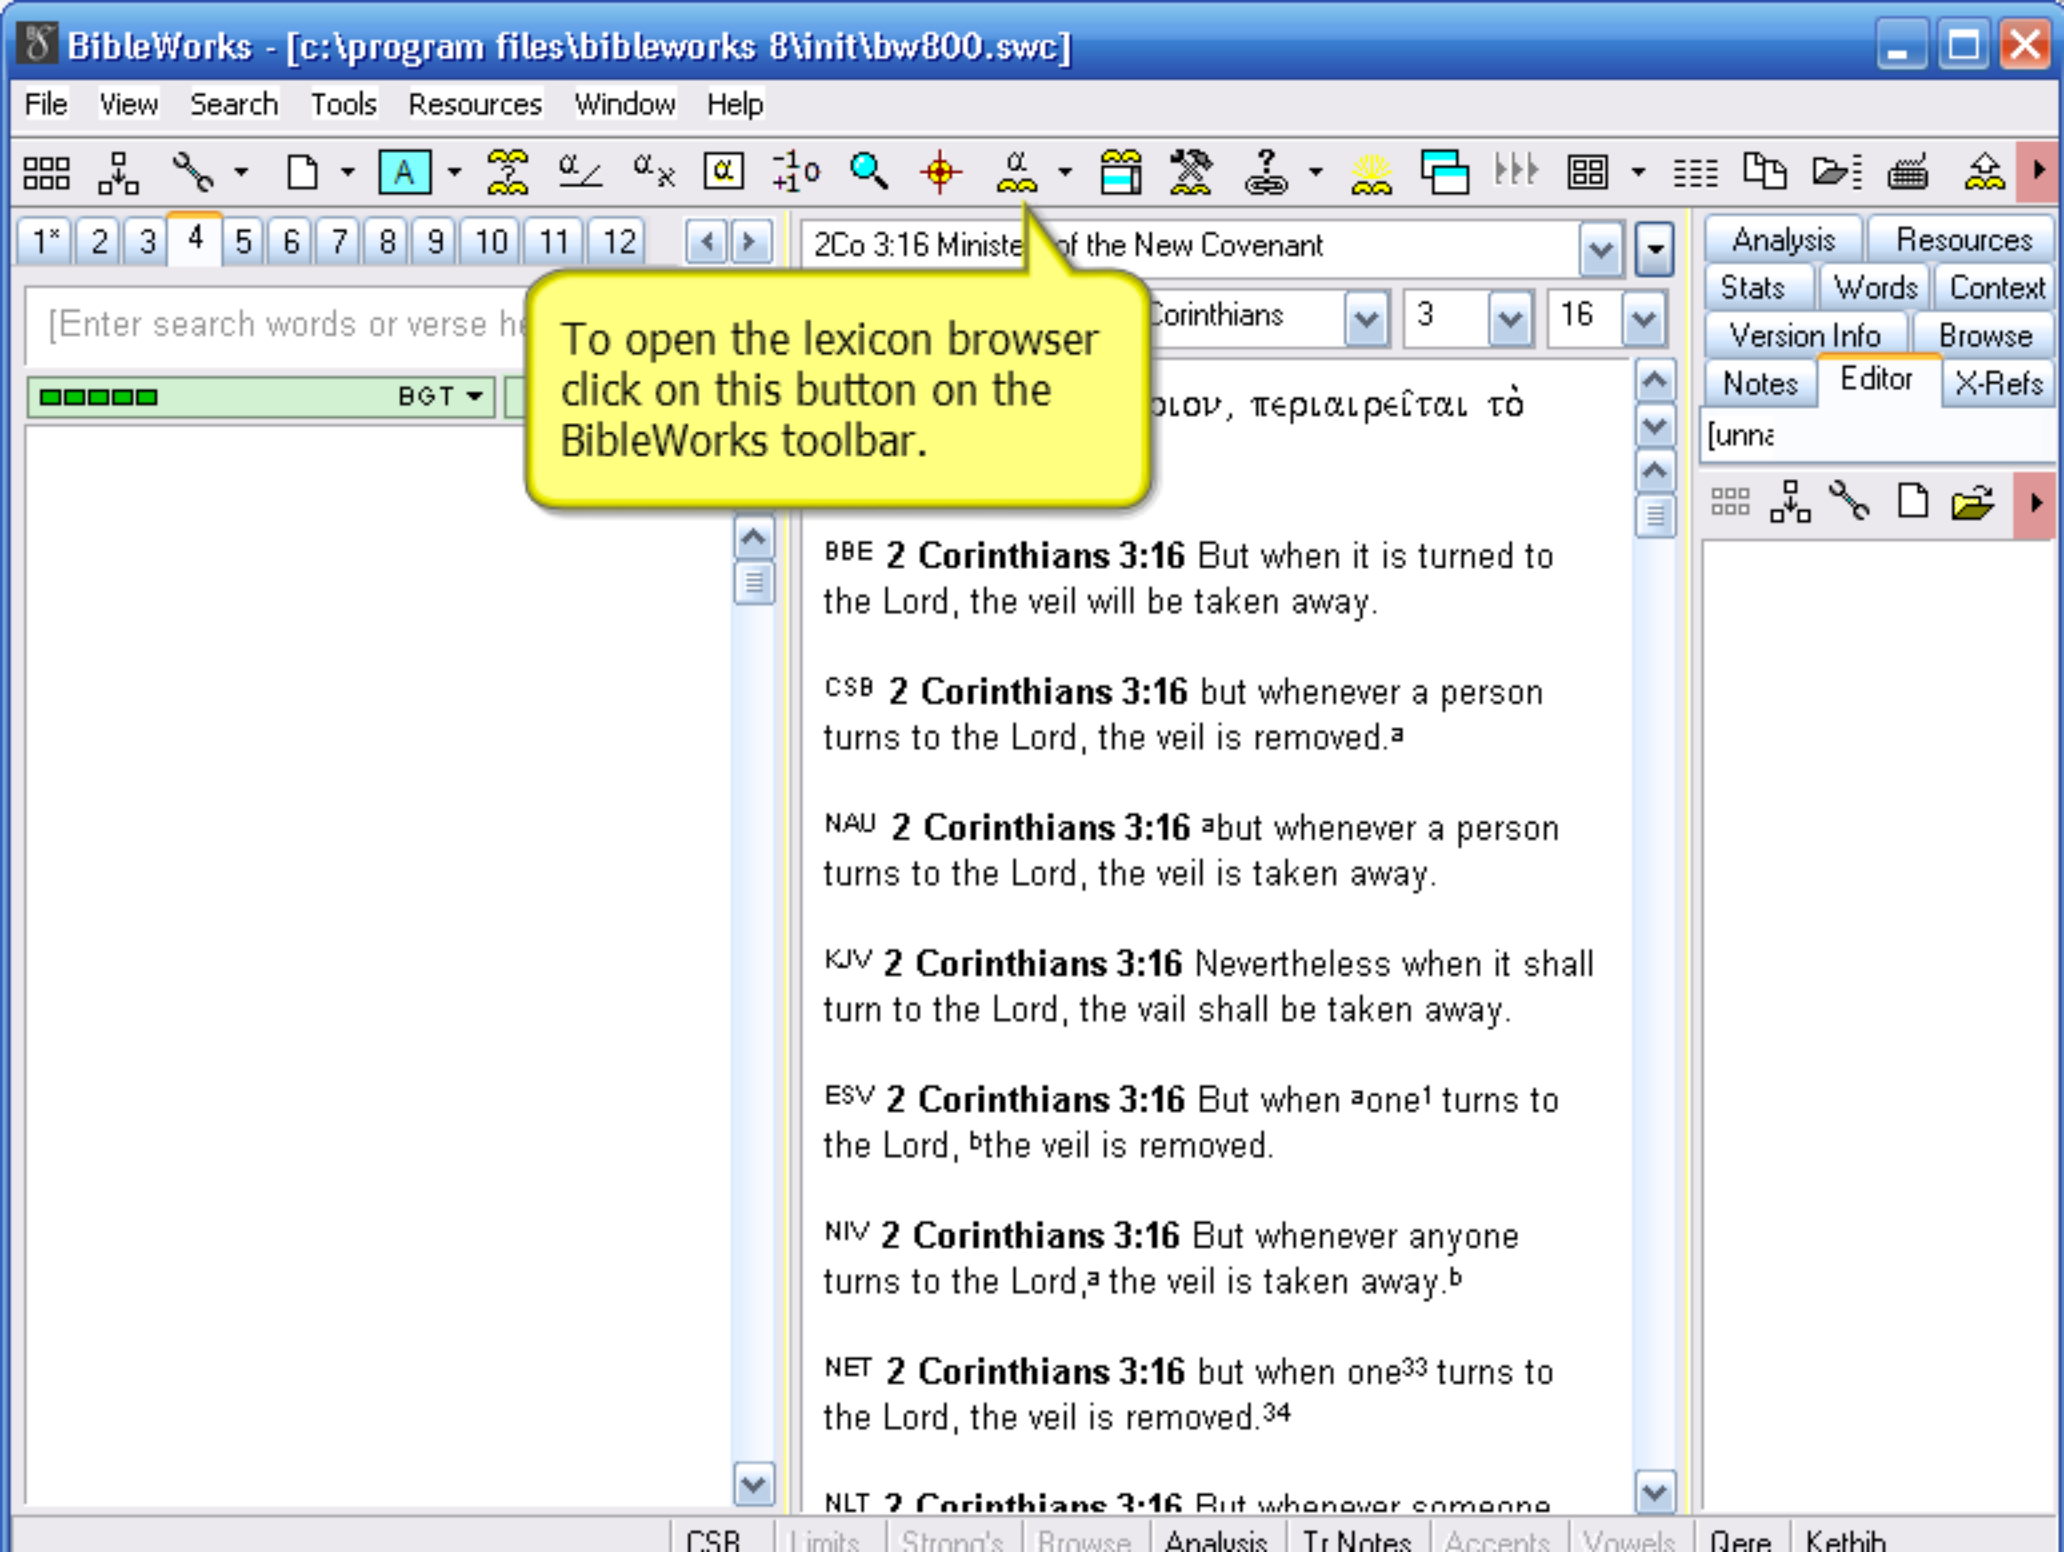 BibleWorks - [c:\program files\bibleworks 8\init\bw800.swc]
File View Search Tools Resources Window Help
A α α α -1 +1 0 α
1* 2 3 4 5 6 7 8 9 10 11 12
2Co 3:16 Ministe of the New Covenant
Analysis Resources
Stats Words Context
Version Info Browse
Notes Editor X-Refs
[unna
[Enter search words or verse he
Corinthians 3 16
BGT
To open the lexicon browser
click on this button on the
BibleWorks toolbar.
ριον, περιαιρεῖται τὸ
BBE 2 Corinthians 3:16 But when it is turned to
the Lord, the veil will be taken away.
CSB 2 Corinthians 3:16 but whenever a person
turns to the Lord, the veil is removed.a
NAU 2 Corinthians 3:16 abut whenever a person
turns to the Lord, the veil is taken away.
KJV 2 Corinthians 3:16 Nevertheless when it shall
turn to the Lord, the vail shall be taken away.
ESV 2 Corinthians 3:16 But when aone1 turns to
the Lord, bthe veil is removed.
NIV 2 Corinthians 3:16 But whenever anyone
turns to the Lord,a the veil is taken away.b
NET 2 Corinthians 3:16 but when one33 turns to
the Lord, the veil is removed.34
NLT 2 Corinthians 3:16 But whenever someone
CSB Limits Strong's Browse Analysis Tr Notes Accents Vowels Qere Kethib